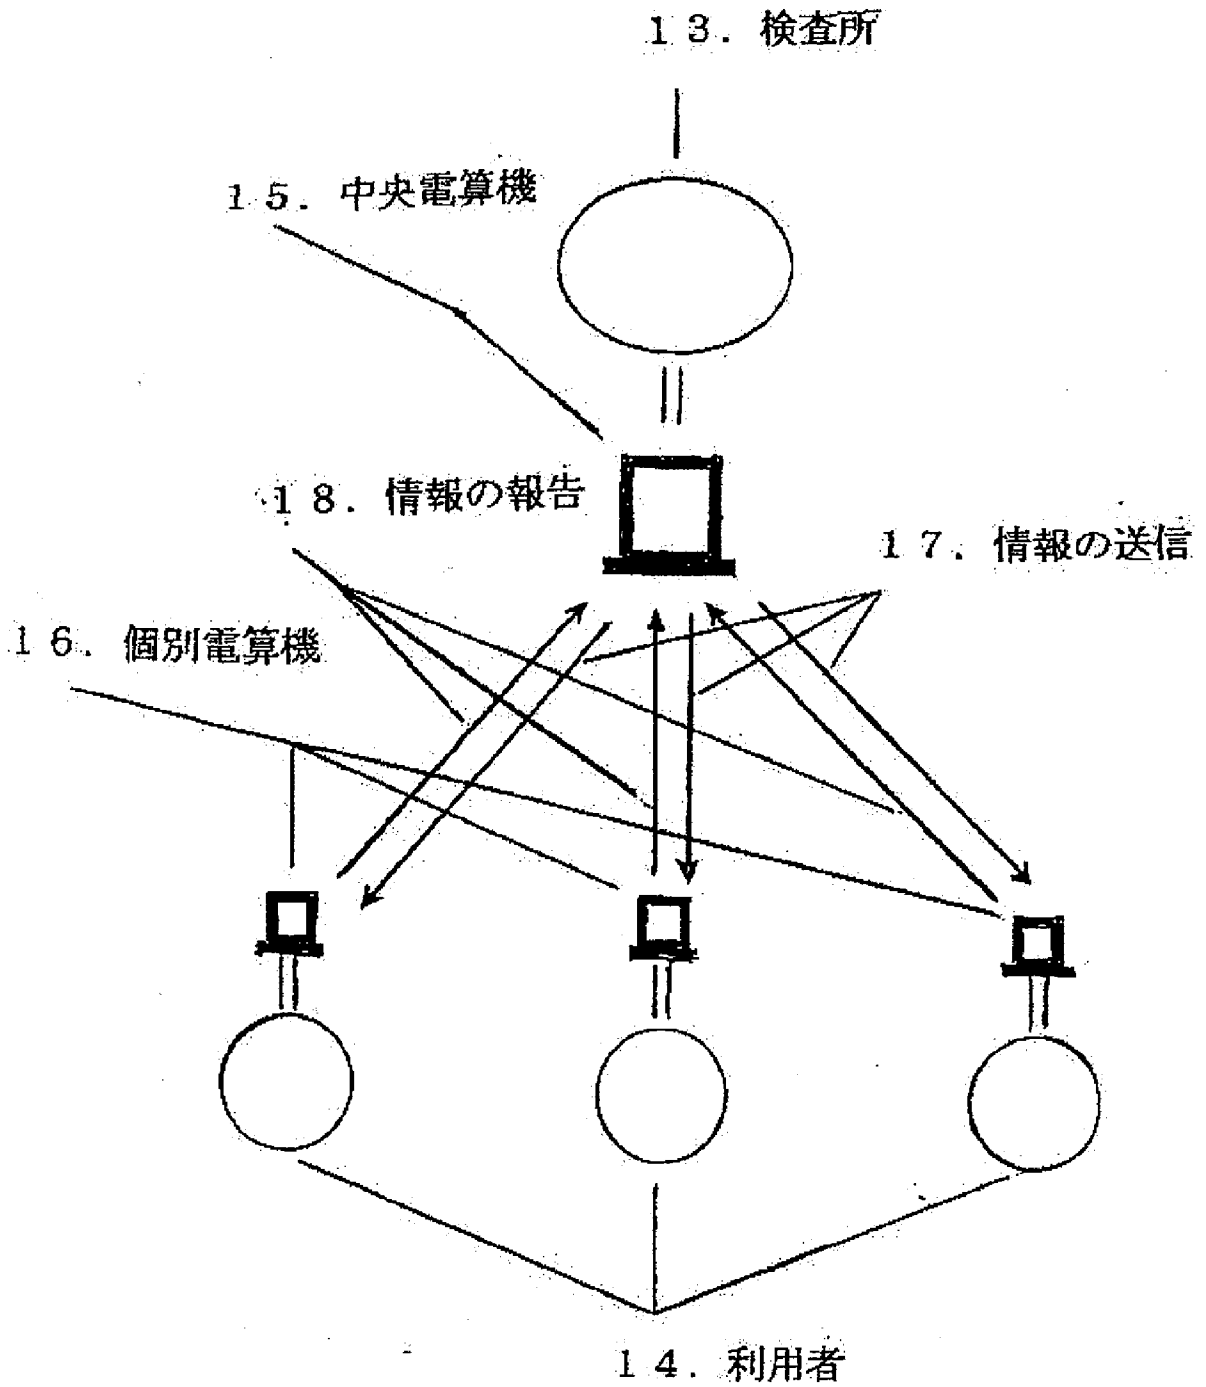 １３．検査所
１５．中央電算機
１８．情報の報告
１７．情報の送信
１６．個別電算機
１４．利用者